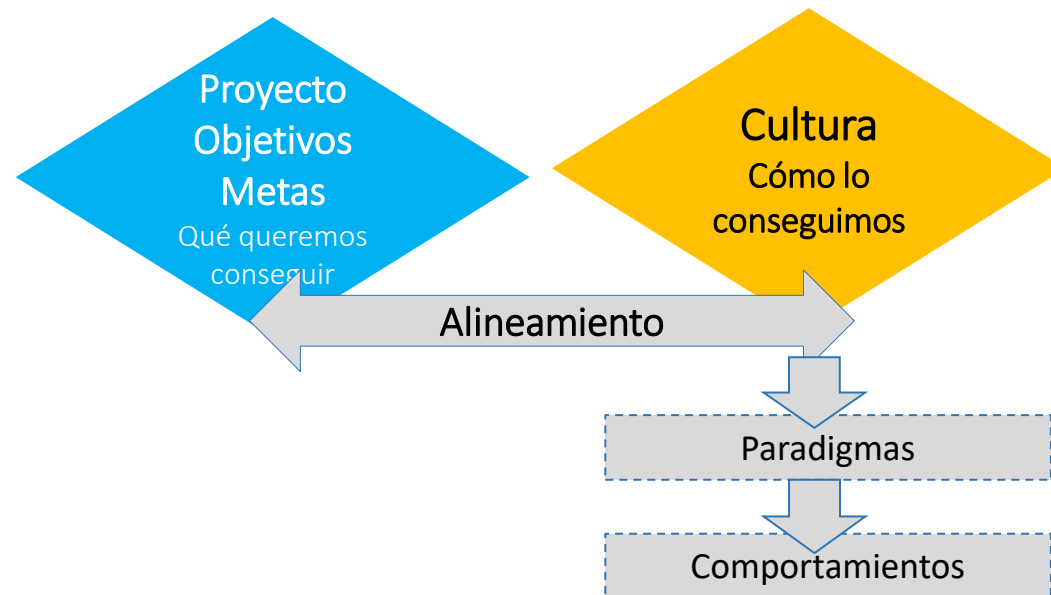 Proyecto
Objetivos
Metas
Qué queremos
conseguir
Cultura
Cómo lo
conseguimos
Alineamiento
Paradigmas
Comportamientos